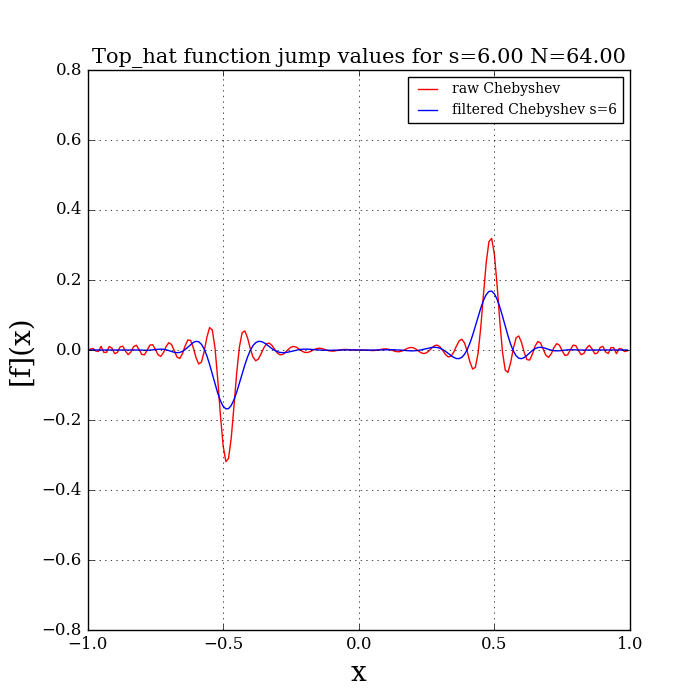 Top_hat function jump values for s=6.00 N=64.00
raw Chebyshev
filtered Chebyshev s=6
0.8
0.6
0.4
0.2
0.0
−0.2
−0.4
−0.6
−0.8
[f](x)
−1.0 −0.5 0.0 0.5 1.0
x